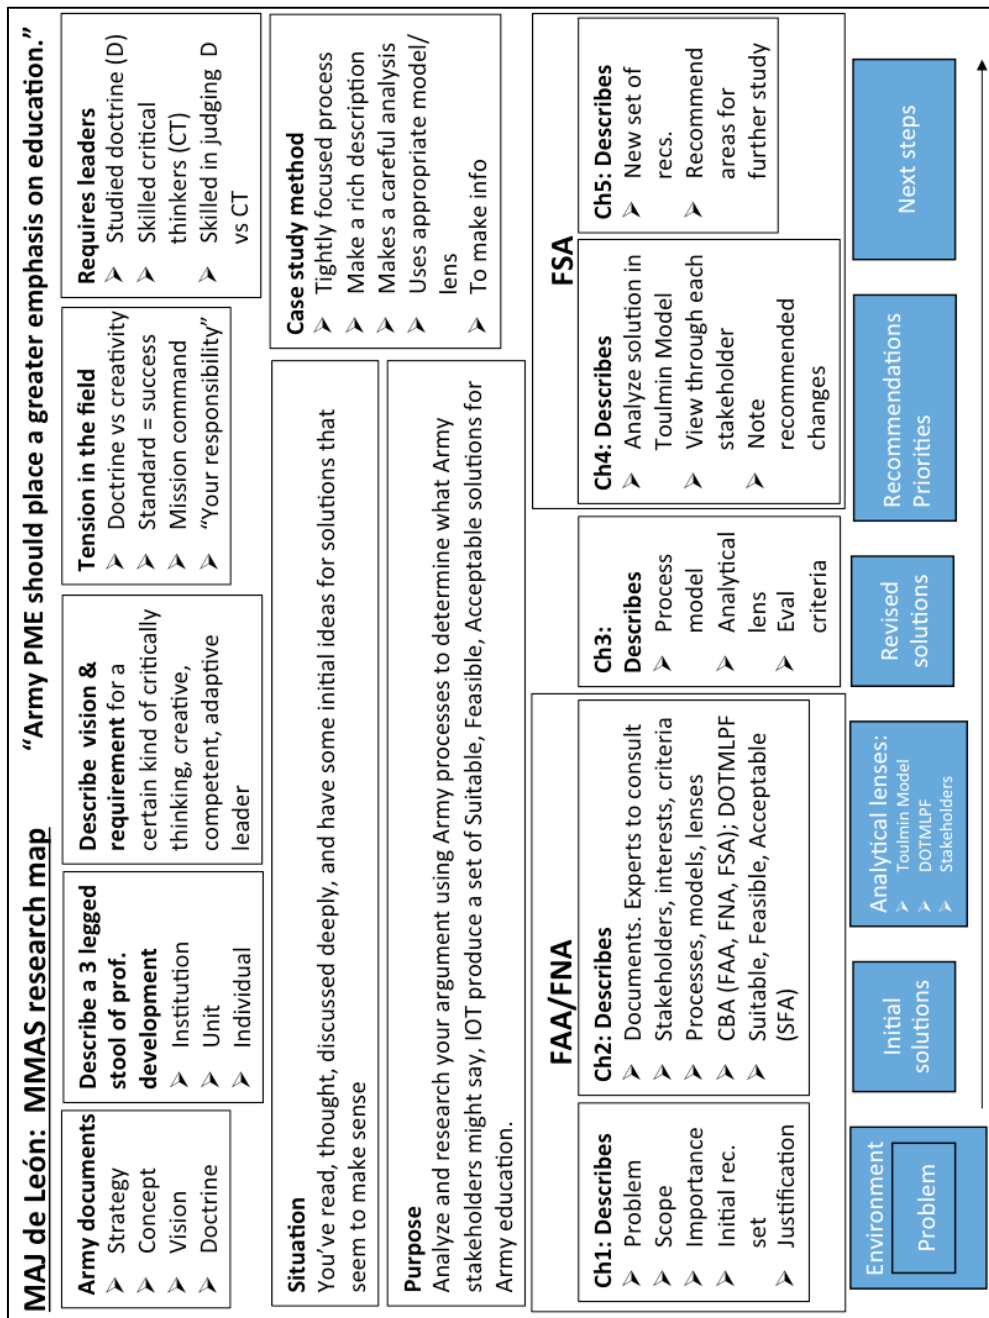 MAJ de León:  MMAS research map
“Army PME should place a greater emphasis on education.”
Army documents
➢ Strategy
➢ Concept
➢ Vision
➢ Doctrine
Describe a 3 legged
stool of prof.
development
➢ Institution
➢ Unit
➢ Individual
Describe vision &
requirement for a
certain kind of critically
thinking, creative,
competent, adaptive
leader
Tension in the field
➢ Doctrine vs creativity
➢ Standard = success
➢ Mission command
➢ “Your responsibility”
Requires leaders
➢ Studied doctrine (D)
➢ Skilled critical
thinkers (CT)
➢ Skilled in judging D
vs CT
Situation
You’ve read, thought, discussed deeply, and have some initial ideas for solutions that
seem to make sense
Case study method
➢ Tightly focused process
➢ Make a rich description
➢ Makes a careful analysis
➢ Uses appropriate model/
lens
➢ To make info
Purpose
Analyze and research your argument using Army processes to determine what Army
stakeholders might say, IOT produce a set of Suitable, Feasible, Acceptable solutions for
Army education.
FAA/FNA
Ch1: Describes
➢ Problem
➢ Scope
➢ Importance
➢ Initial rec.
set
➢ Justification
Ch2: Describes
➢ Documents. Experts to consult
➢ Stakeholders, interests, criteria
➢ Processes, models, lenses
➢ CBA (FAA, FNA, FSA); DOTMLPF
➢ Suitable, Feasible, Acceptable
(SFA)
Ch3:
Describes
➢ Process
model
➢ Analytical
lens
➢ Eval
criteria
FSA
Ch4: Describes
➢ Analyze solution in
Toulmin Model
➢ View through each
stakeholder
➢ Note
recommended
changes
Ch5: Describes
➢ New set of
recs.
➢ Recommend
areas for
further study
Environment
Problem
Initial
solutions
Analytical lenses:
➢ Toulmin Model
➢ DOTMLPF
➢ Stakeholders
Revised
solutions
Recommendations
Priorities
Next steps